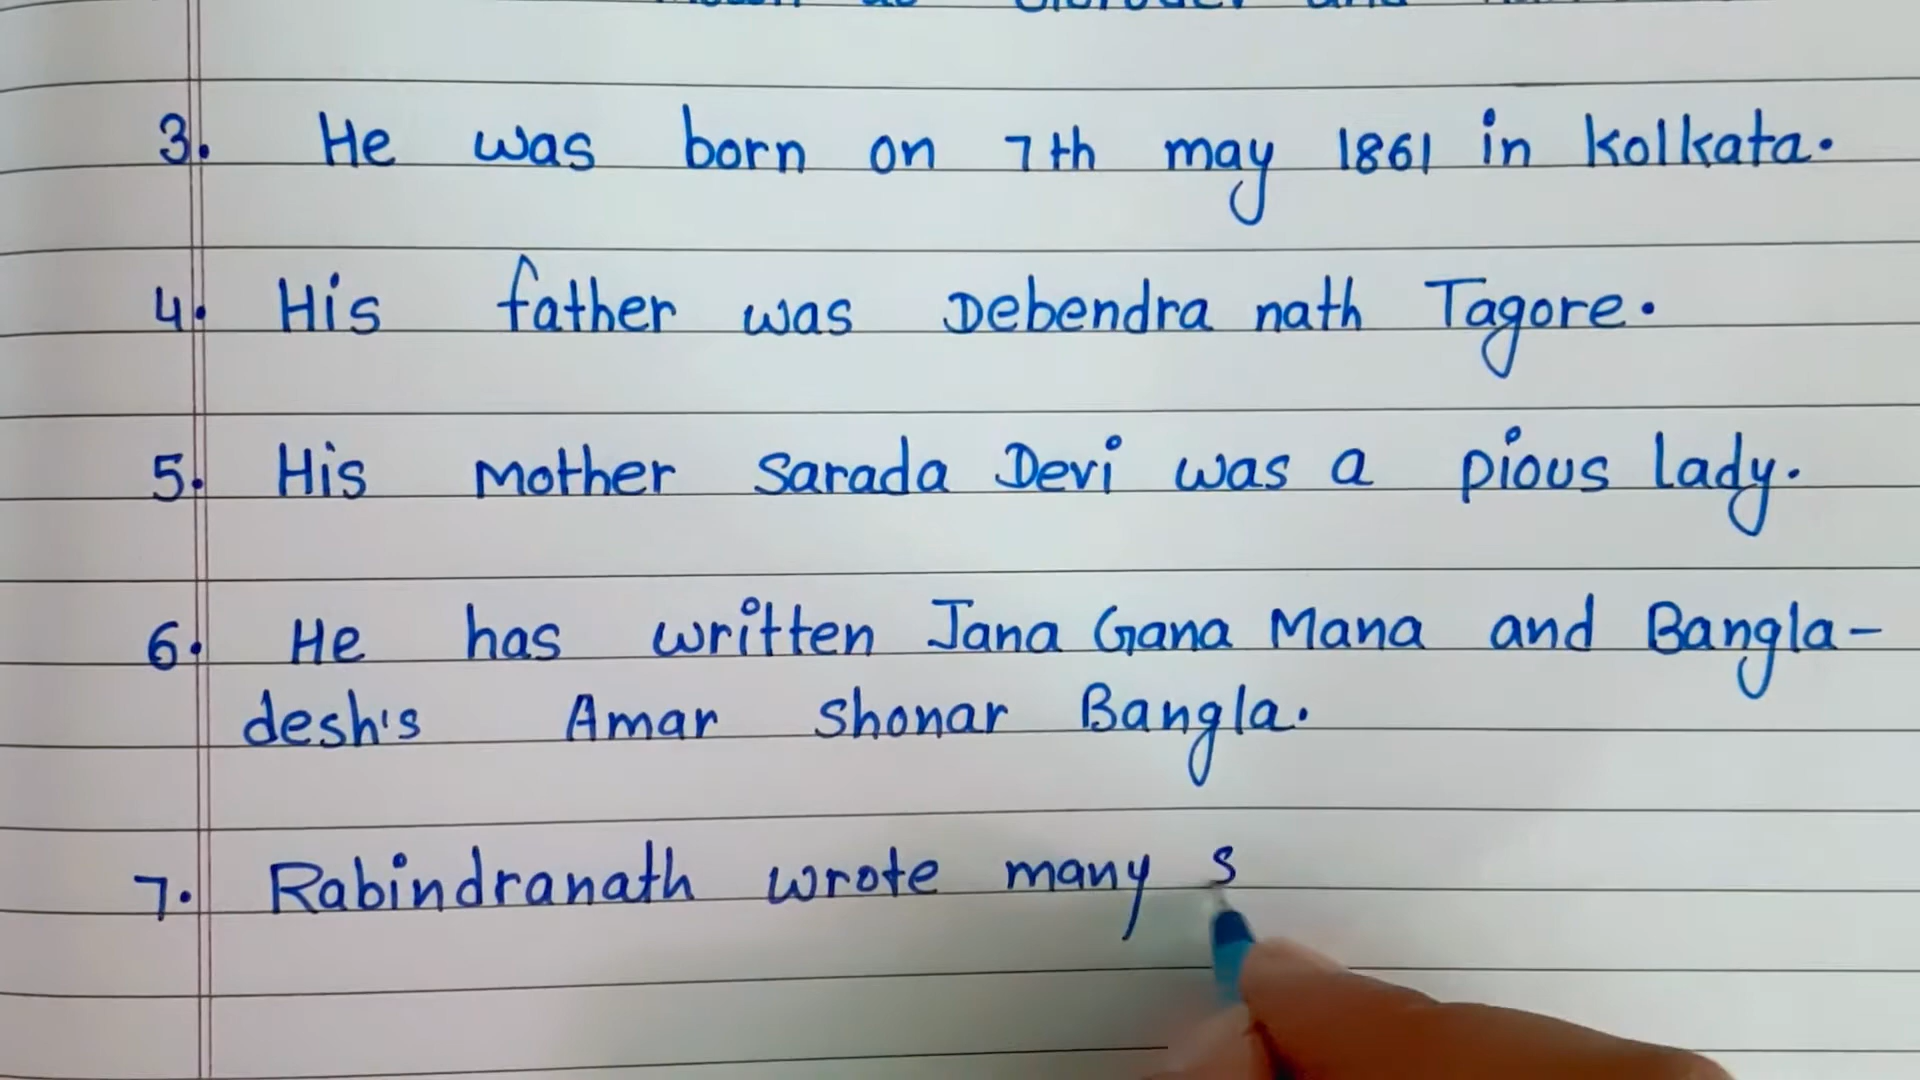 3. He was born on 7th may 1861 in Kolkata.
4. His father was Debendra nath Tagore.
5. His Mother Sarada Devi was a pious lady.
6. He has written Jana Gana Mana and Bangla-
desh's Amar Shonar Bangla.
7. Rabindranath wrote many s